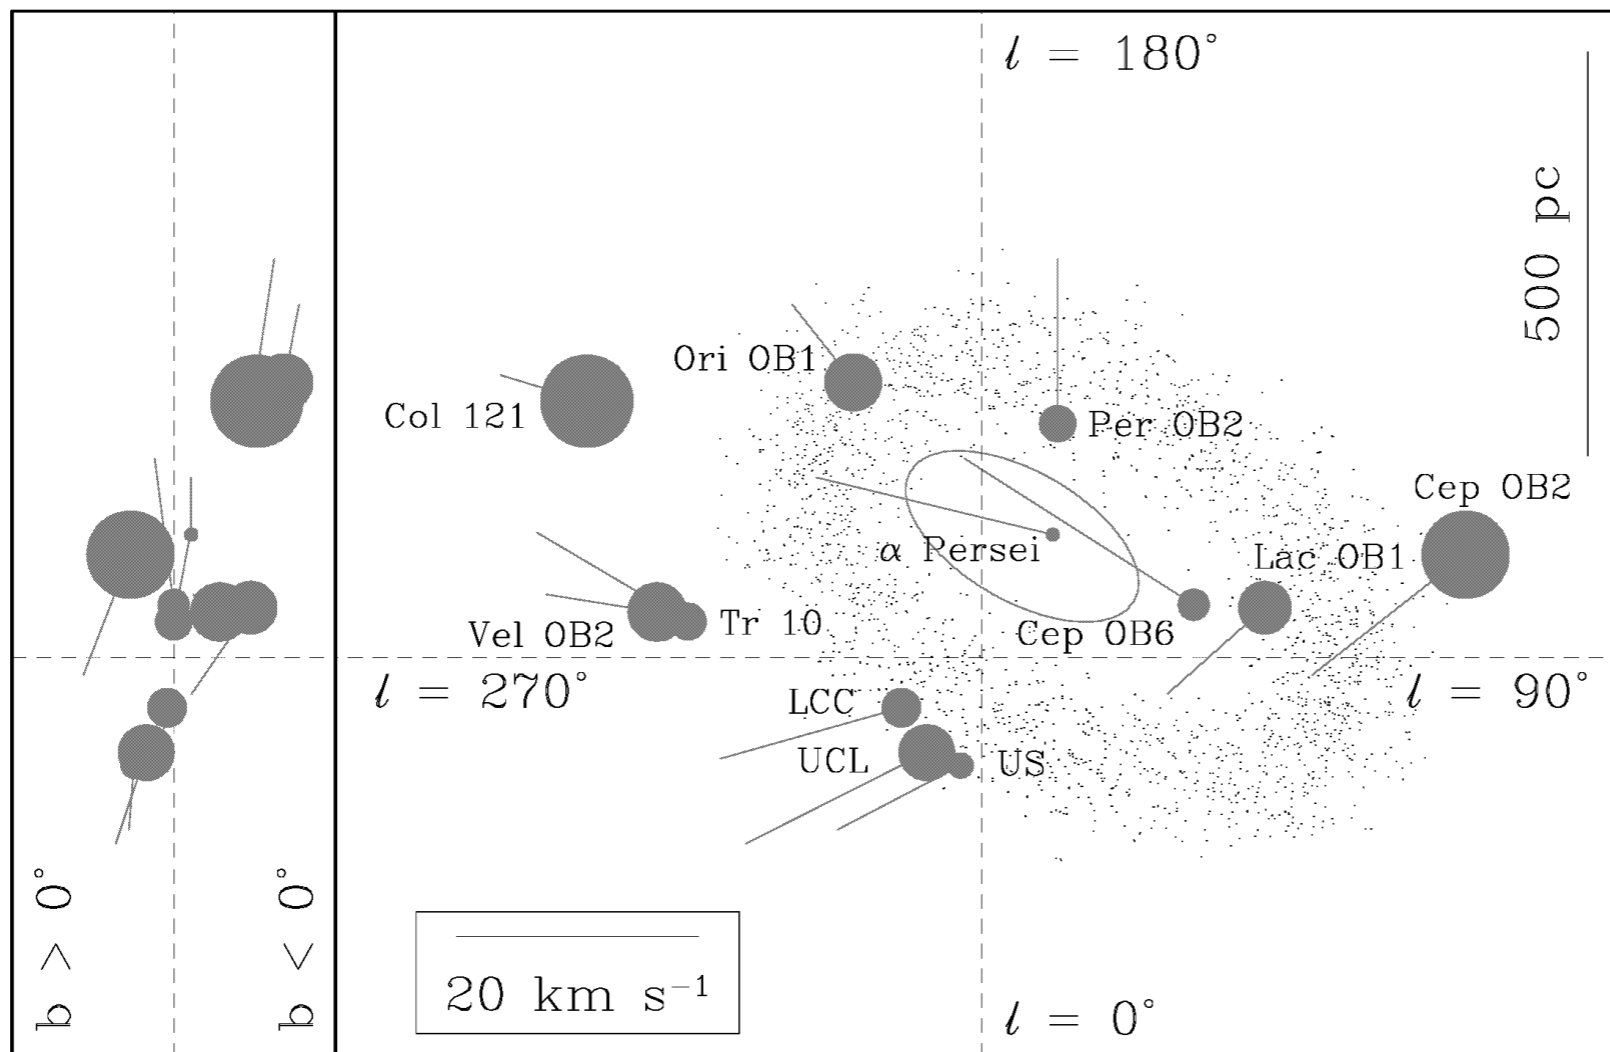 l = 180°
500 pc
Ori OB1
Col 121
Per OB2
Cep OB2
α Persei
Lac OB1
Vel OB2
Tr 10
Cep OB6
l = 270°
l = 90°
LCC
UCL
US
b > 0°
b < 0°
20 km s⁻¹
l = 0°